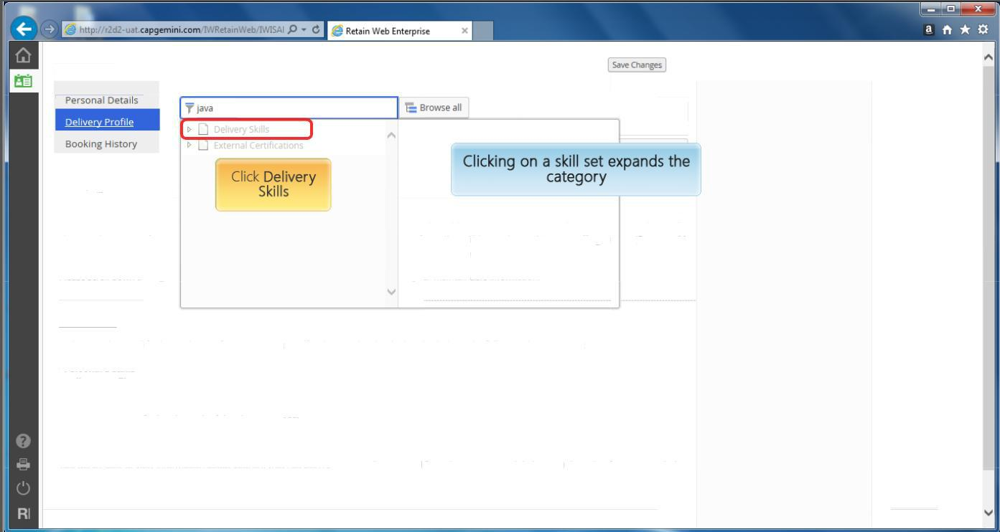 http://r2d2-uat.capgemini.com/IWRetainWeb/IWISAI
Retain Web Enterprise
Save Changes
Personal Details
Delivery Profile
Booking History
java
Browse all
Delivery Skills
External Certifications
Click Delivery
Skills
Clicking on a skill set expands the
category
RI